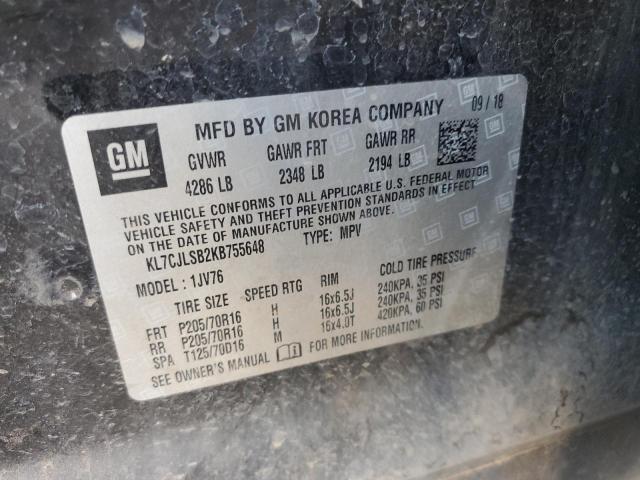 GM
MFD BY GM KOREA COMPANY 09 / 18
GVWR GAWR FRT GAWR RR
4286 LB 2348 LB 2194 LB
THIS VEHICLE CONFORMS TO ALL APPLICABLE U.S. FEDERAL MOTOR
VEHICLE SAFETY AND THEFT PREVENTION STANDARDS IN EFFECT
ON THE DATE OF MANUFACTURE SHOWN ABOVE.
KL7CJLSB2KB755648 TYPE: MPV
MODEL : 1JV76
TIRE SIZE SPEED RTG RIM COLD TIRE PRESSURE
FRT P205/70R16 H 16x6.5J 240KPA, 35 PSI
RR P205/70R16 H 16x6.5J 240KPA, 35 PSI
SPA T125/70D16 M 16x4.0T 420KPA, 60 PSI
SEE OWNER'S MANUAL FOR MORE INFORMATION.